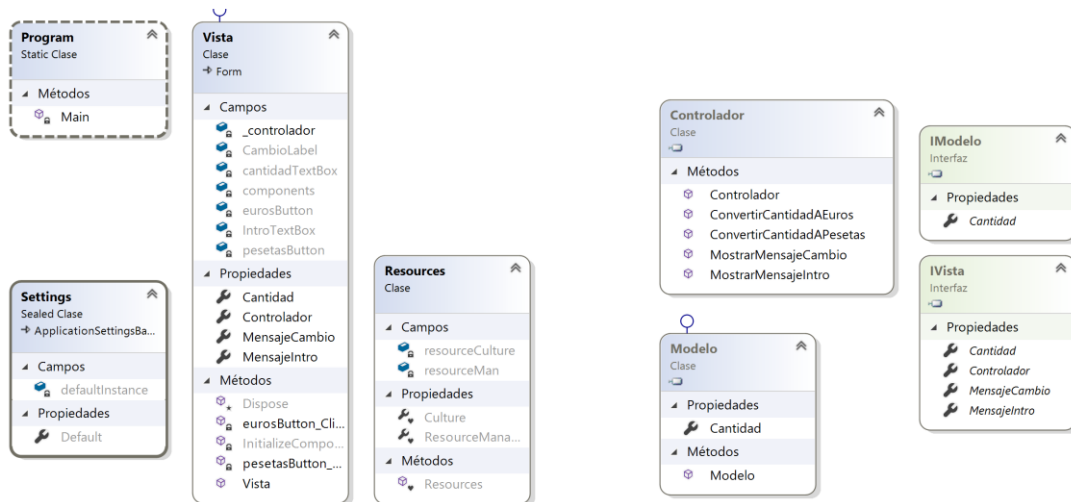 Program
Static Clase
Métodos
Main
Settings
Sealed Clase
ApplicationSettingsBa...
Campos
defaultInstance
Propiedades
Default
Vista
Clase
Form
Campos
_controlador
CambioLabel
cantidadTextBox
components
eurosButton
IntroTextBox
pesetasButton
Propiedades
Cantidad
Controlador
MensajeCambio
MensajeIntro
Métodos
Dispose
eurosButton_Cli...
InitializeCompo...
pesetasButton_...
Vista
Resources
Clase
Campos
resourceCulture
resourceMan
Propiedades
Culture
ResourceMana...
Métodos
Resources
Controlador
Clase
Métodos
Controlador
ConvertirCantidadAEuros
ConvertirCantidadAPesetas
MostrarMensajeCambio
MostrarMensajeIntro
Modelo
Clase
Propiedades
Cantidad
Métodos
Modelo
IModelo
Interfaz
Propiedades
Cantidad
IVista
Interfaz
Propiedades
Cantidad
Controlador
MensajeCambio
MensajeIntro